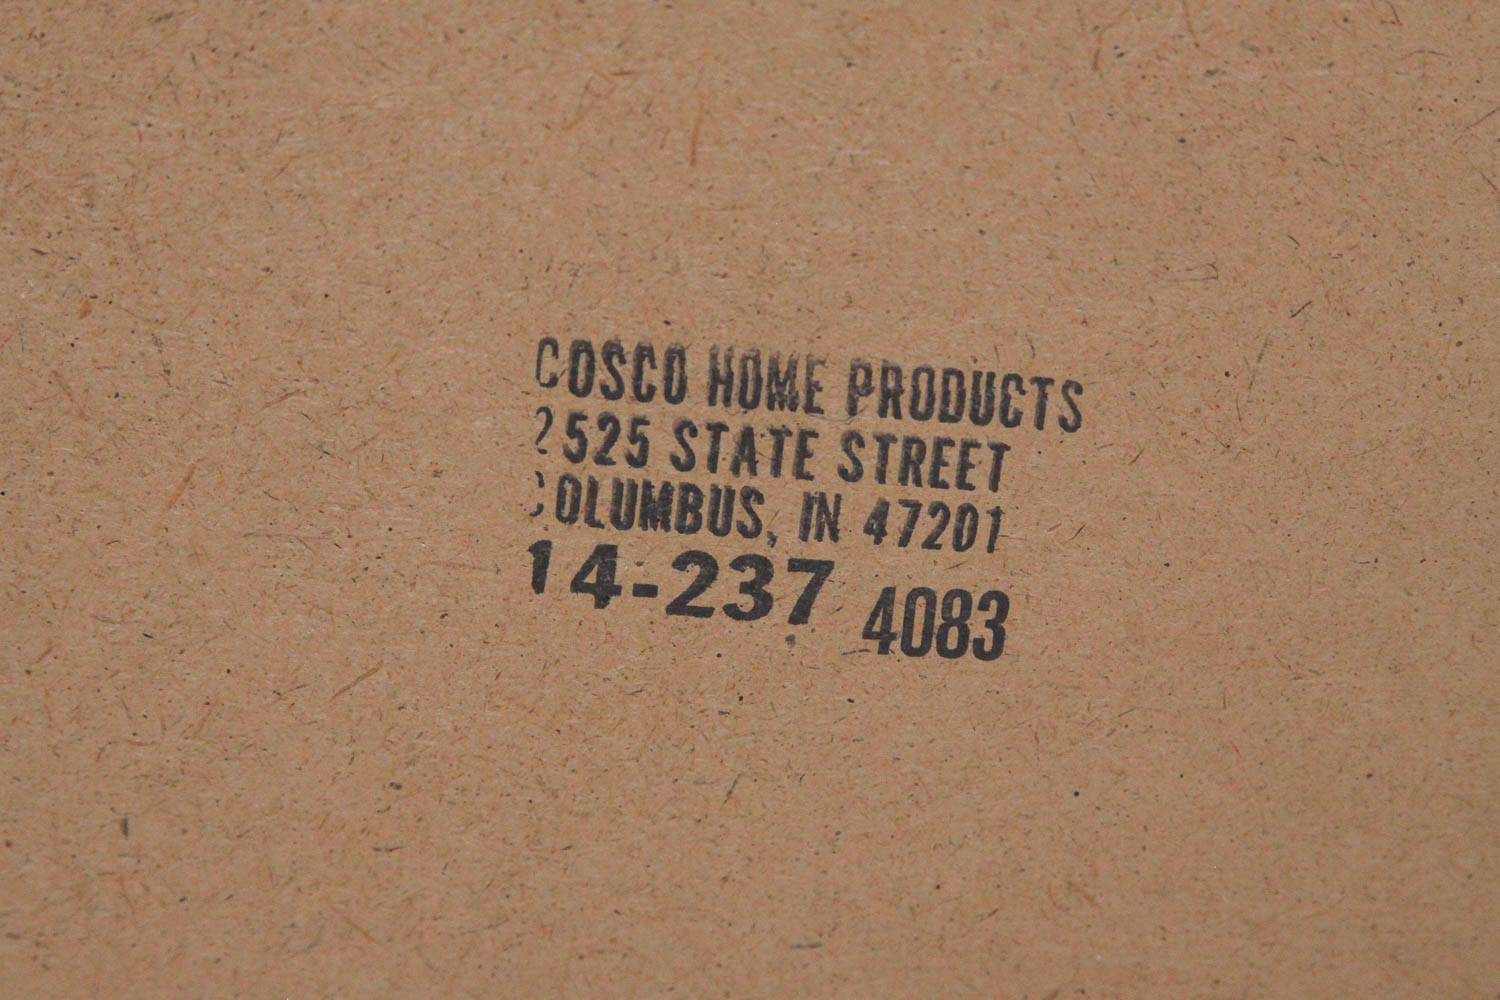 COSCO HOME PRODUCTS
2525 STATE STREET
COLUMBUS, IN 47201
14-237 4083